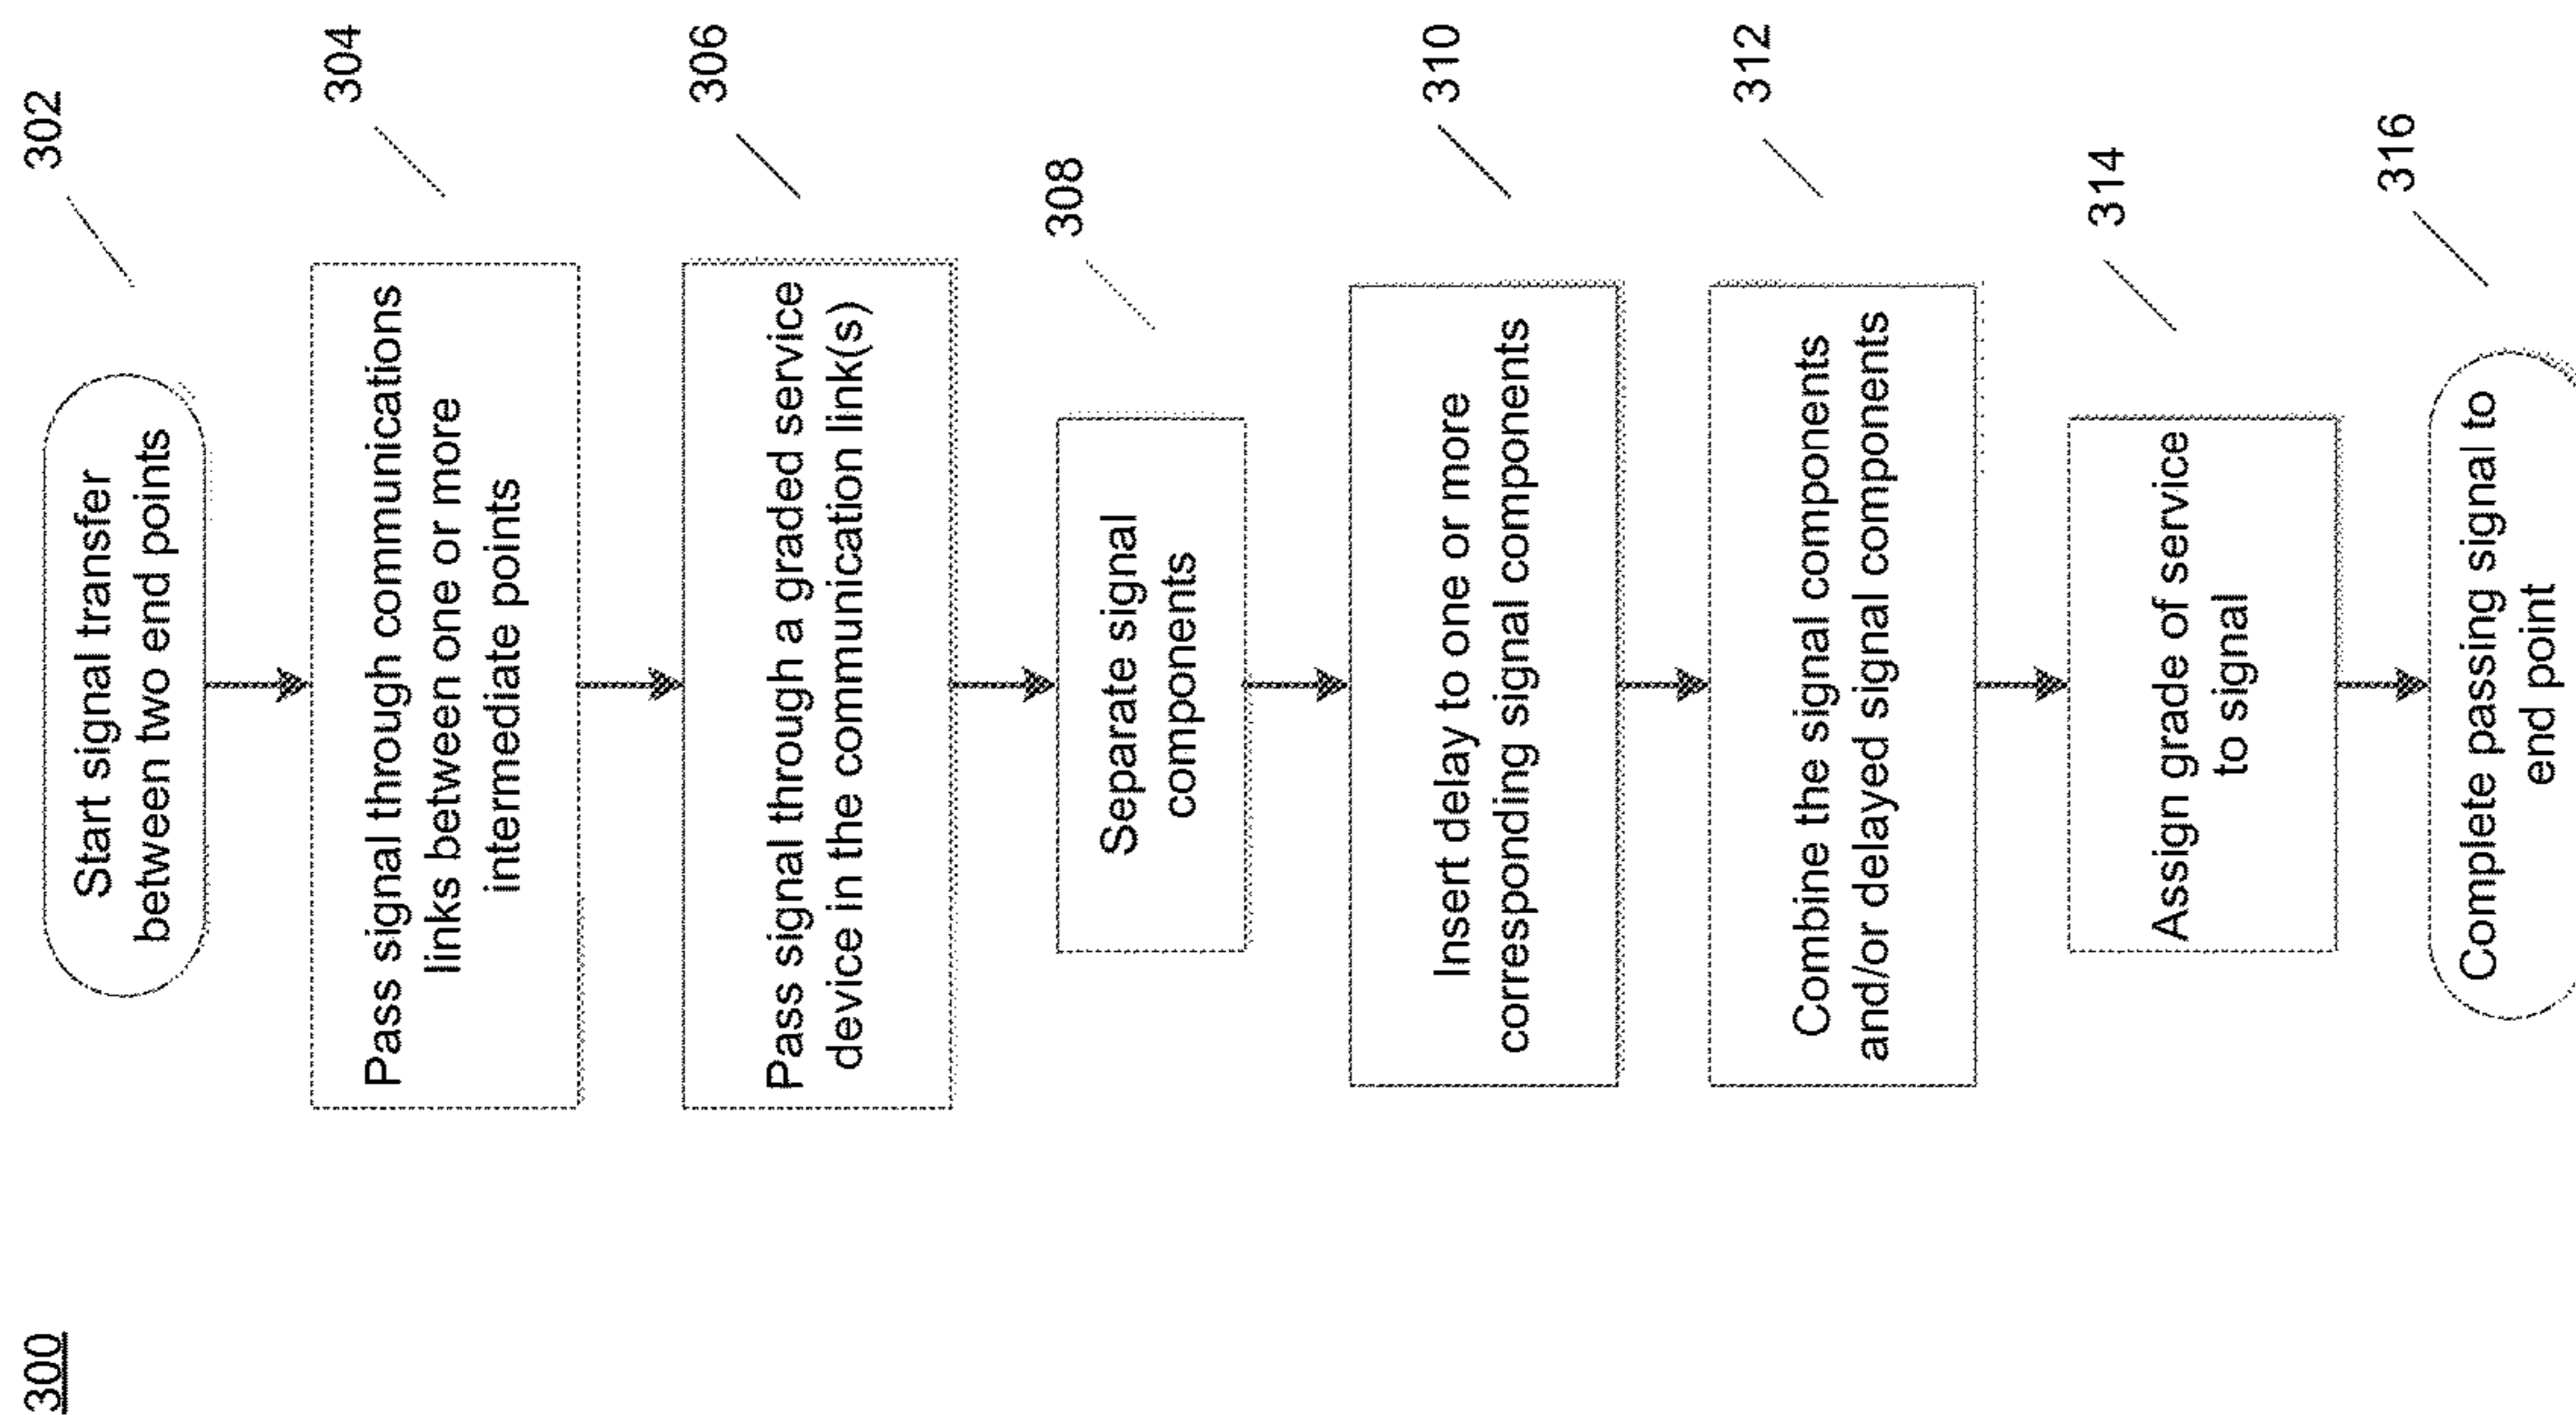 300
302
Start signal transfer
between two end points
304
Pass signal through communications
links between one or more
intermediate points
306
Pass signal through a graded service
device in the communication link(s)
308
Separate signal
components
310
Insert delay to one or more
corresponding signal components
312
Combine the signal components
and/or delayed signal components
314
Assign grade of service
to signal
316
Complete passing signal to
end point